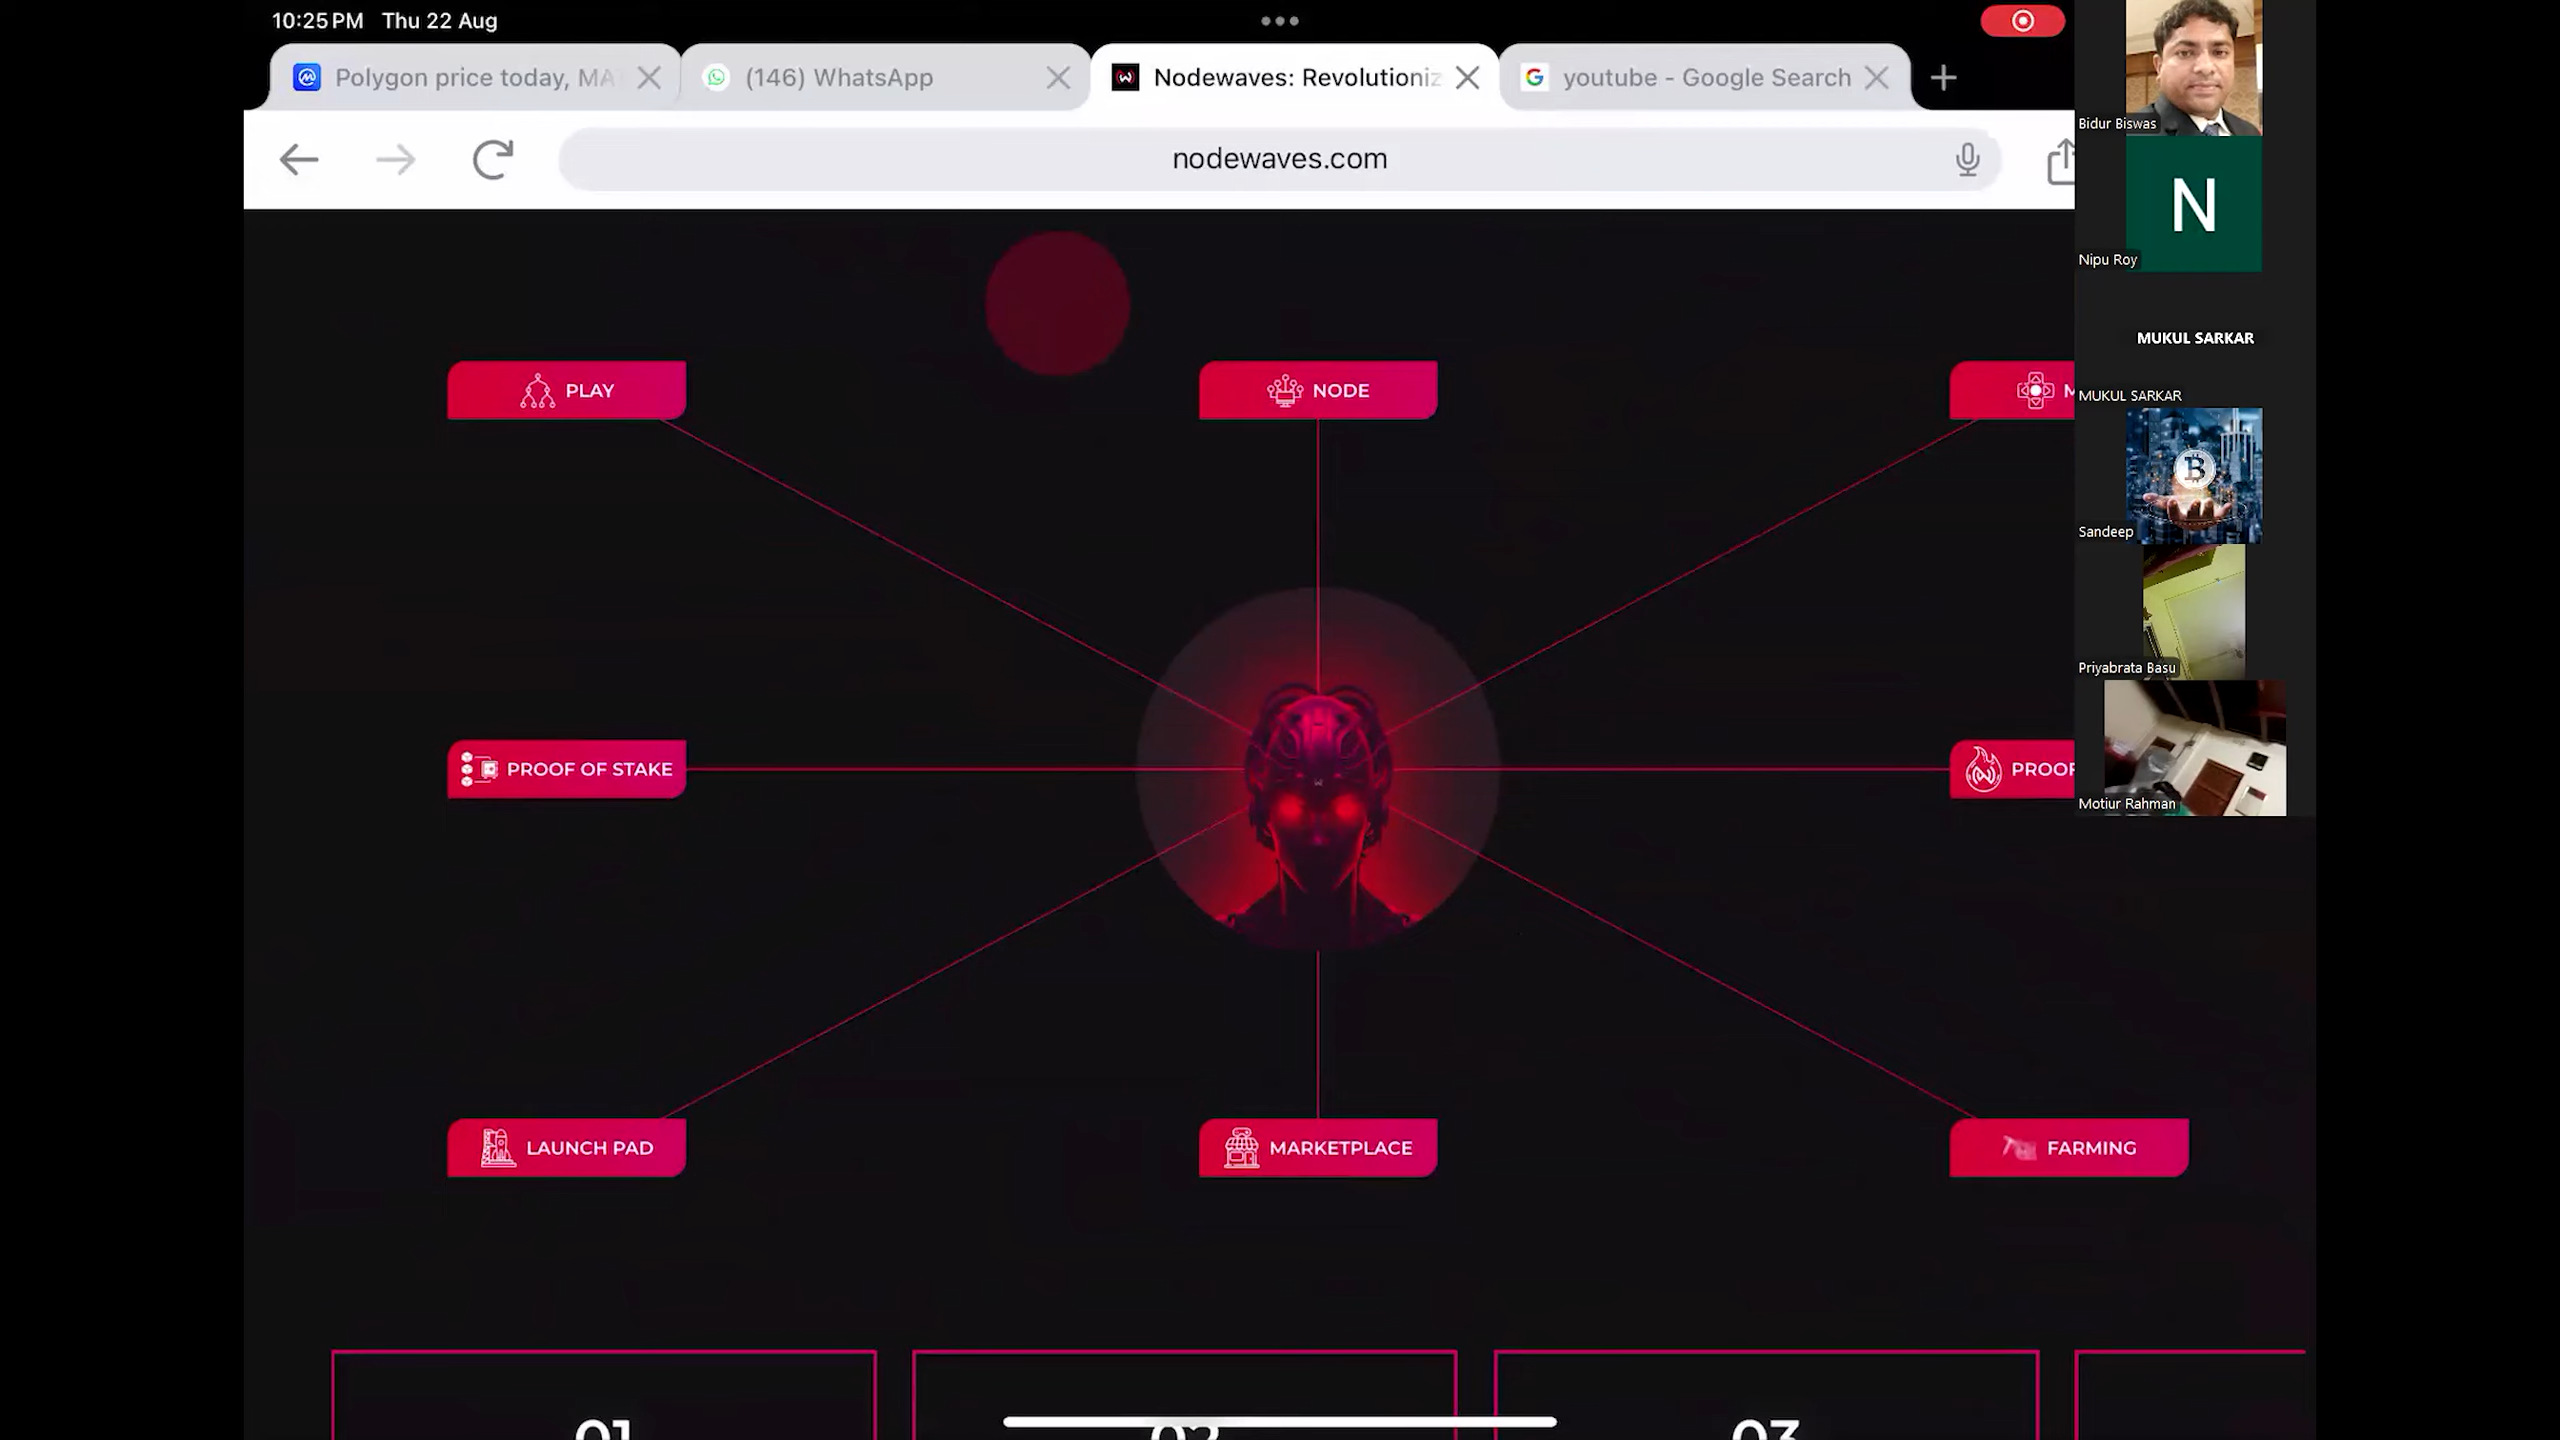 10:25 PM Thu 22 Aug
Polygon price today, MA
(146) WhatsApp
Nodewaves: Revolutioniz
youtube - Google Search
nodewaves.com
Bidur Biswas
N
Nipu Roy
MUKUL SARKAR
MUKUL SARKAR
Sandeep
Priyabrata Basu
Motiur Rahman
PLAY
NODE
PROOF OF STAKE
PROOF
LAUNCH PAD
MARKETPLACE
FARMING
01
02
03